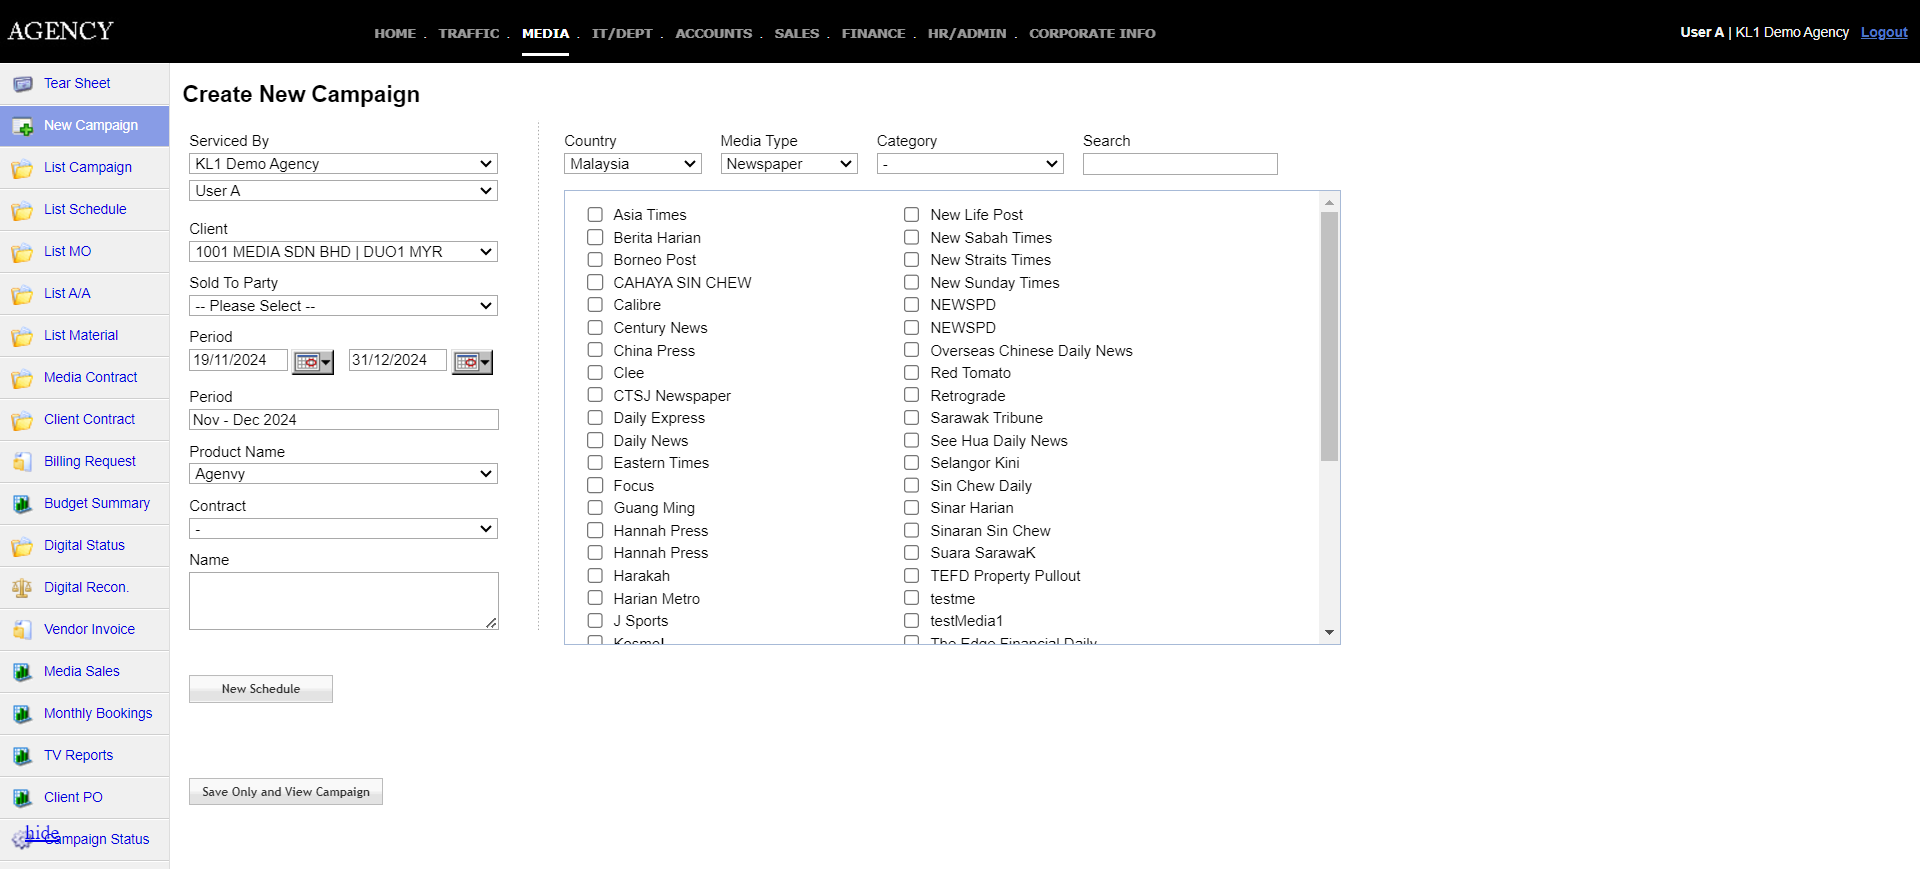 AGENCY
HOME . TRAFFIC . MEDIA . IT/DEPT . ACCOUNTS . SALES . FINANCE . HR/ADMIN . CORPORATE INFO
User A | KL1 Demo Agency Logout
Tear Sheet
New Campaign
List Campaign
List Schedule
List MO
List A/A
List Material
Media Contract
Client Contract
Billing Request
Budget Summary
Digital Status
Digital Recon.
Vendor Invoice
Media Sales
Monthly Bookings
TV Reports
Client PO
hide
Campaign Status
Create New Campaign
Serviced By
KL1 Demo Agency
User A
Client
1001 MEDIA SDN BHD | DUO1 MYR
Sold To Party
-- Please Select --
Period
19/11/2024 31/12/2024
Period
Nov - Dec 2024
Product Name
Agenvy
Contract
-
Name
New Schedule
Save Only and View Campaign
Country Media Type Category Search
Malaysia Newspaper -
Asia Times
Berita Harian
Borneo Post
CAHAYA SIN CHEW
Calibre
Century News
China Press
Clee
CTSJ Newspaper
Daily Express
Daily News
Eastern Times
Focus
Guang Ming
Hannah Press
Hannah Press
Harakah
Harian Metro
J Sports
Kosmo!
New Life Post
New Sabah Times
New Straits Times
New Sunday Times
NEWSPD
NEWSPD
Overseas Chinese Daily News
Red Tomato
Retrograde
Sarawak Tribune
See Hua Daily News
Selangor Kini
Sin Chew Daily
Sinar Harian
Sinaran Sin Chew
Suara SarawaK
TEFD Property Pullout
testme
testMedia1
The Edge Financial Daily